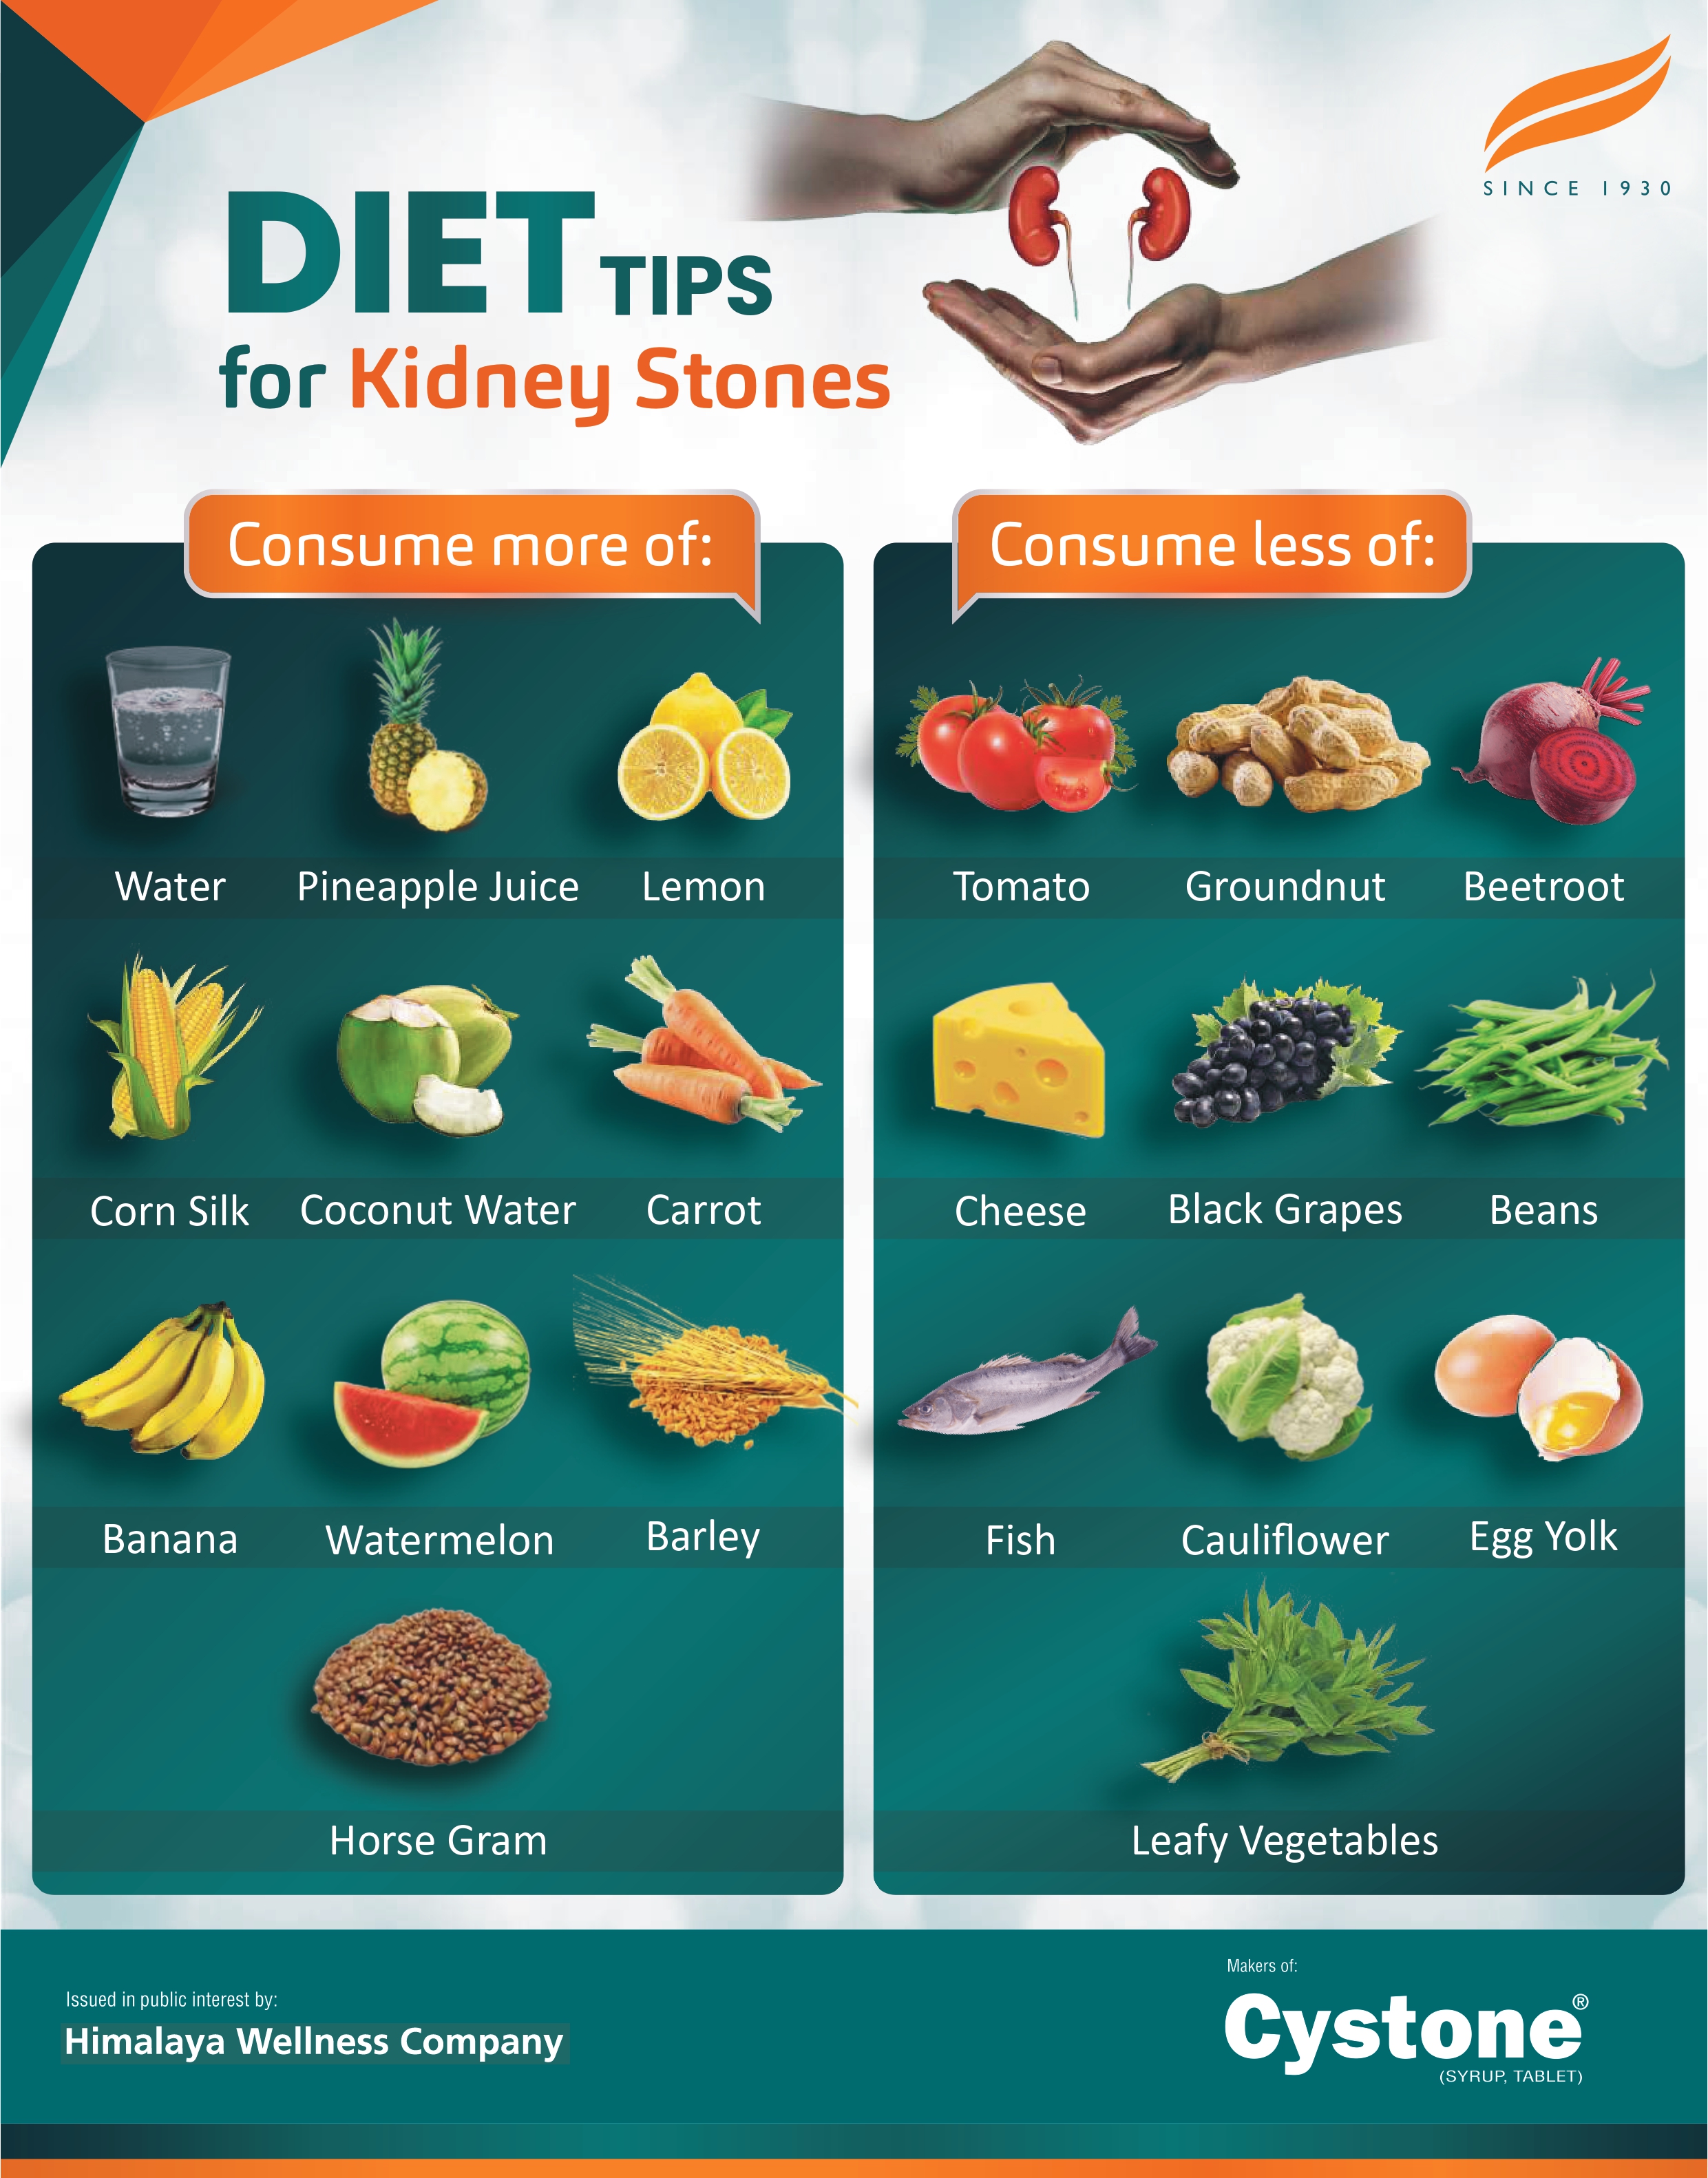 SINCE 1930
DIET TIPS
for Kidney Stones
Consume more of:
Water Pineapple Juice Lemon
Corn Silk Coconut Water Carrot
Banana Watermelon Barley
Horse Gram
Consume less of:
Tomato Groundnut Beetroot
Cheese Black Grapes Beans
Fish Cauliflower Egg Yolk
Leafy Vegetables
Issued in public interest by:
Himalaya Wellness Company
Makers of:
Cystone®
(SYRUP, TABLET)